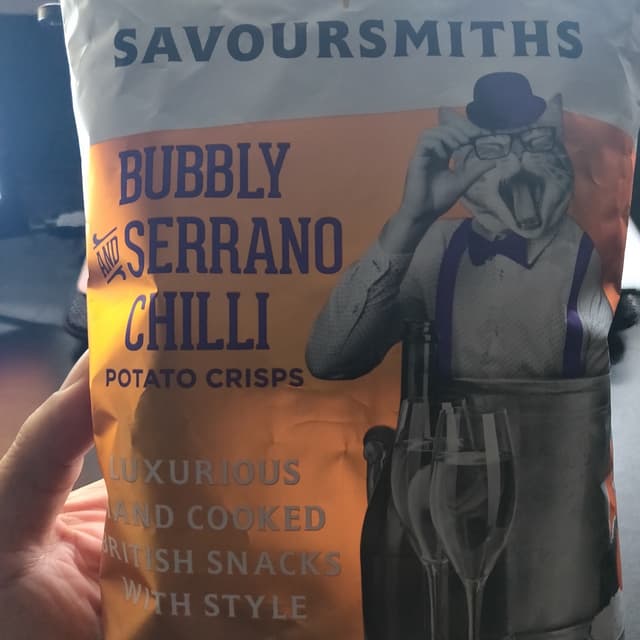 SAVOURSMITHS
BUBBLY
AND SERRANO
CHILLI
POTATO CRISPS
LUXURIOUS
HAND COOKED
BRITISH SNACKS
WITH STYLE